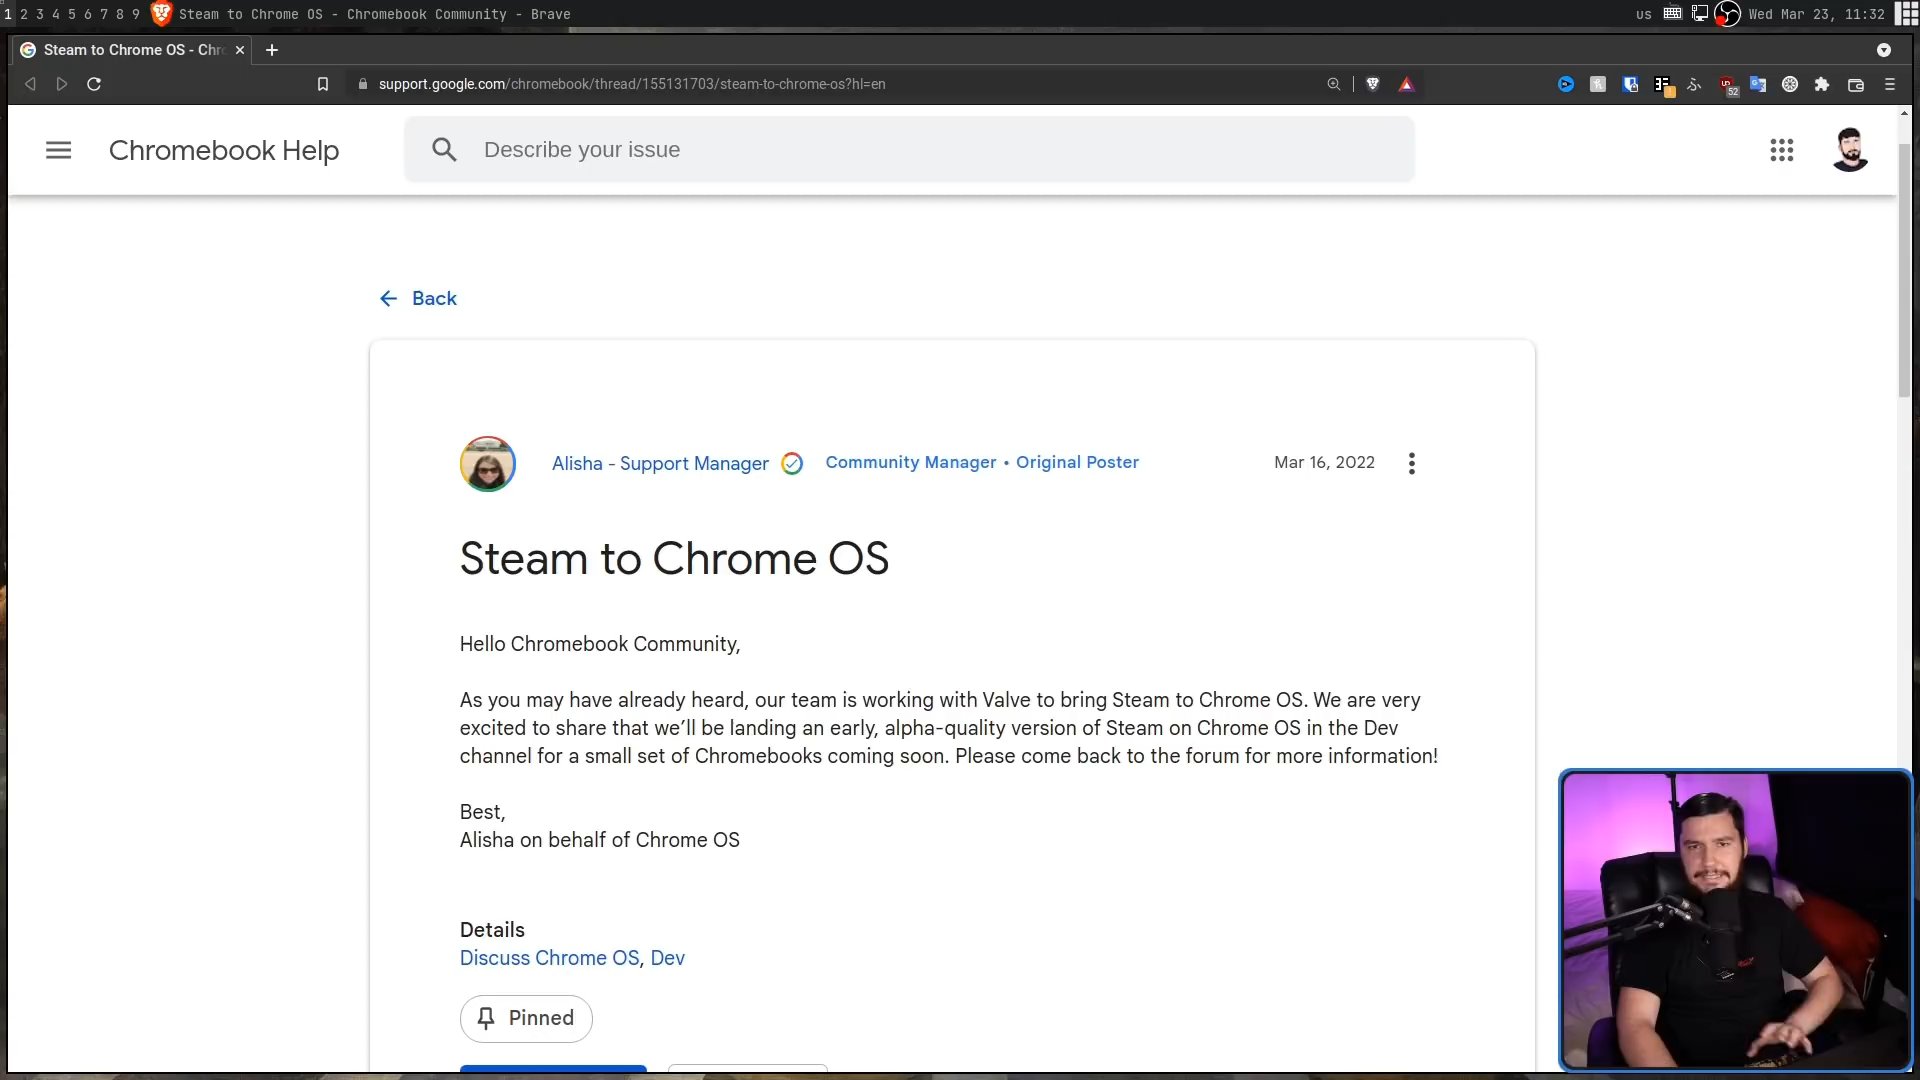 1 2 3 4 5 6 7 8 9 Steam to Chrome OS - Chromebook Community - Brave us Wed Mar 23, 11:32
Steam to Chrome OS - Chr
support.google.com/chromebook/thread/155131703/steam-to-chrome-os?hl=en 52
Chromebook Help Describe your issue
Back
Alisha - Support Manager Community Manager • Original Poster Mar 16, 2022
Steam to Chrome OS
Hello Chromebook Community,
As you may have already heard, our team is working with Valve to bring Steam to Chrome OS. We are very
excited to share that we’ll be landing an early, alpha-quality version of Steam on Chrome OS in the Dev
channel for a small set of Chromebooks coming soon. Please come back to the forum for more information!
Best,
Alisha on behalf of Chrome OS
Details
Discuss Chrome OS, Dev
Pinned